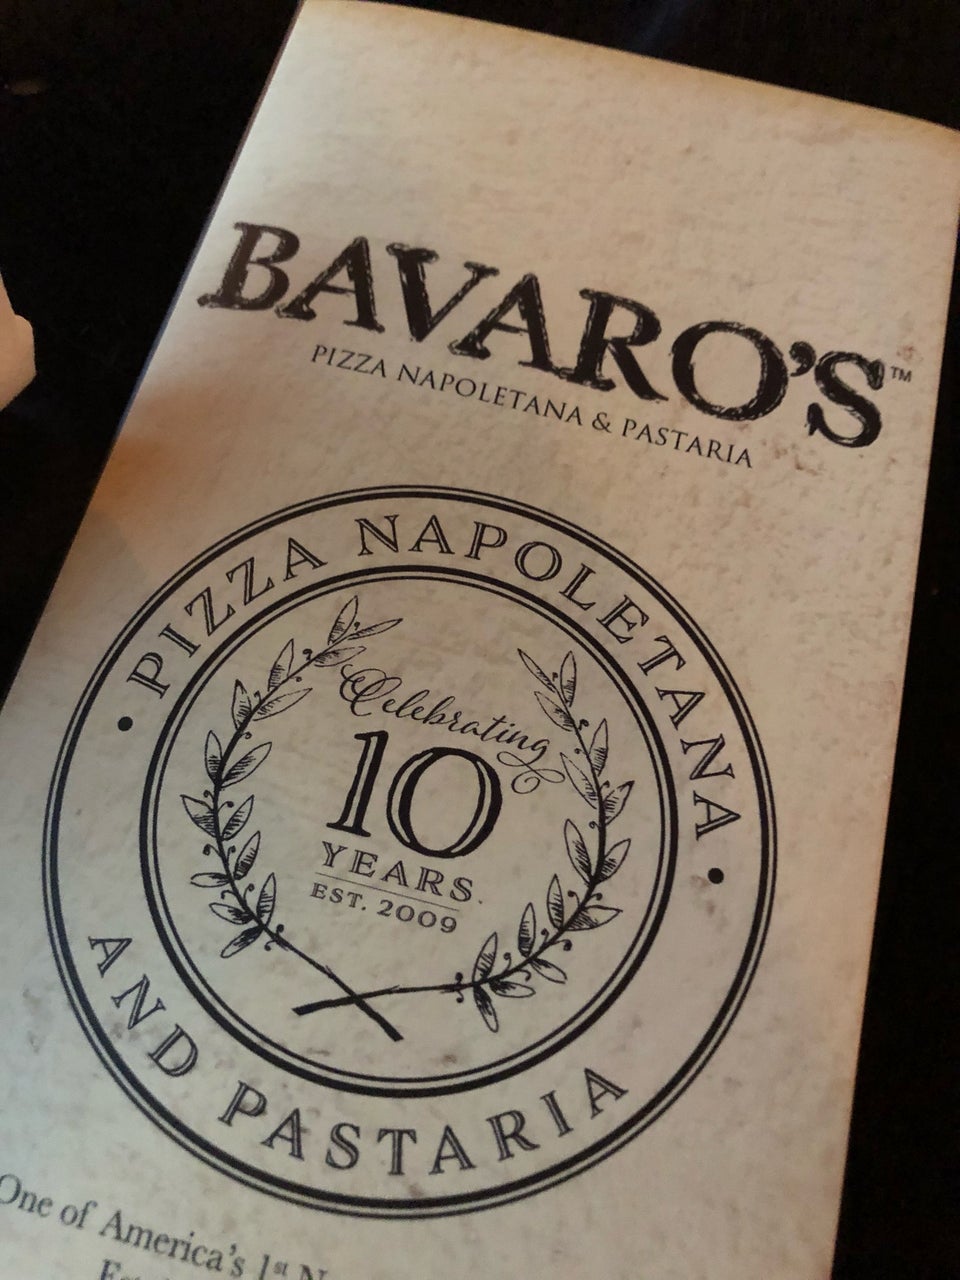 BAVARO'S™
PIZZA NAPOLETANA & PASTARIA
PIZZA NAPOLETANA
Celebrating
10
YEARS
EST. 2009
AND PASTARIA
One of America's 1st